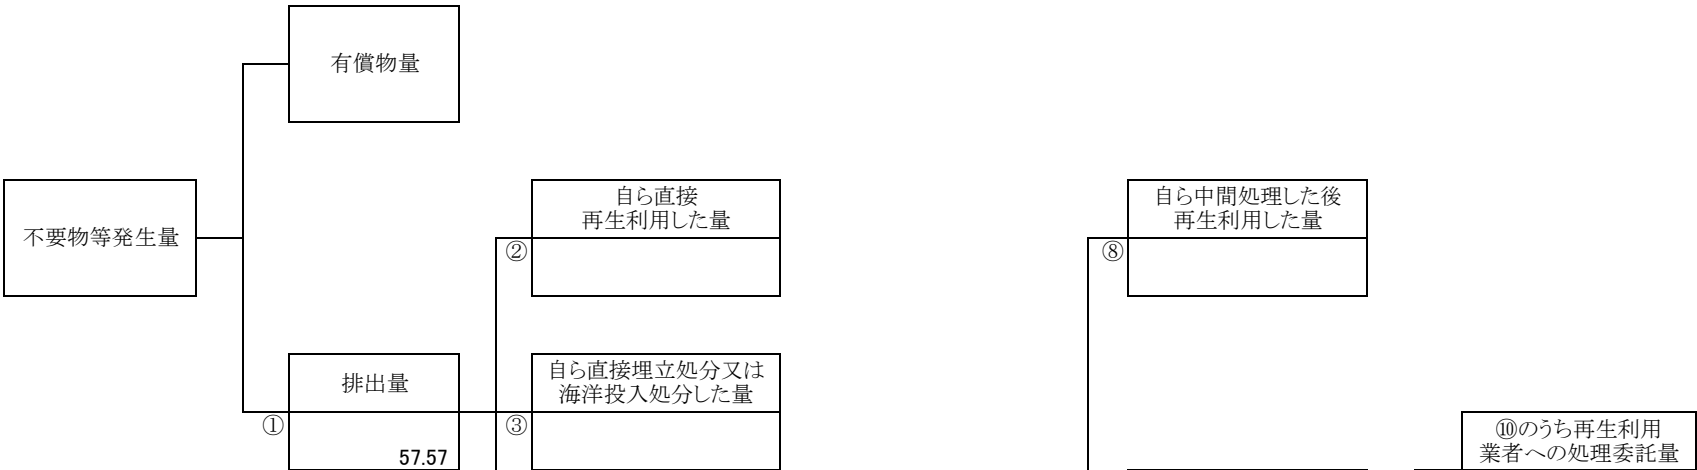 有償物量
不要物等発生量
自ら直接
再生利用した量
②
自ら中間処理した後
再生利用した量
⑧
排出量
①
57.57
自ら直接埋立処分又は
海洋投入処分した量
③
⑩のうち再生利用
業者への処理委託量